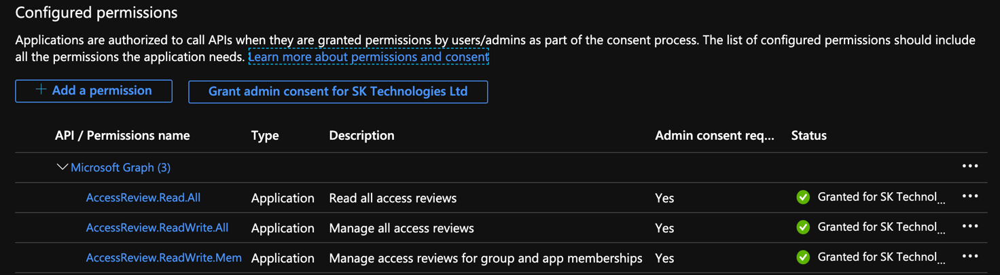 Configured permissions
Applications are authorized to call APIs when they are granted permissions by users/admins as part of the consent process. The list of configured permissions should include
all the permissions the application needs. Learn more about permissions and consent
+ Add a permission Grant admin consent for SK Technologies Ltd
API / Permissions name Type Description Admin consent req... Status
Microsoft Graph (3) ...
AccessReview.Read.All Application Read all access reviews Yes Granted for SK Technol... ...
AccessReview.ReadWrite.All Application Manage all access reviews Yes Granted for SK Technol... ...
AccessReview.ReadWrite.Mem Application Manage access reviews for group and app memberships Yes Granted for SK Technol... ...